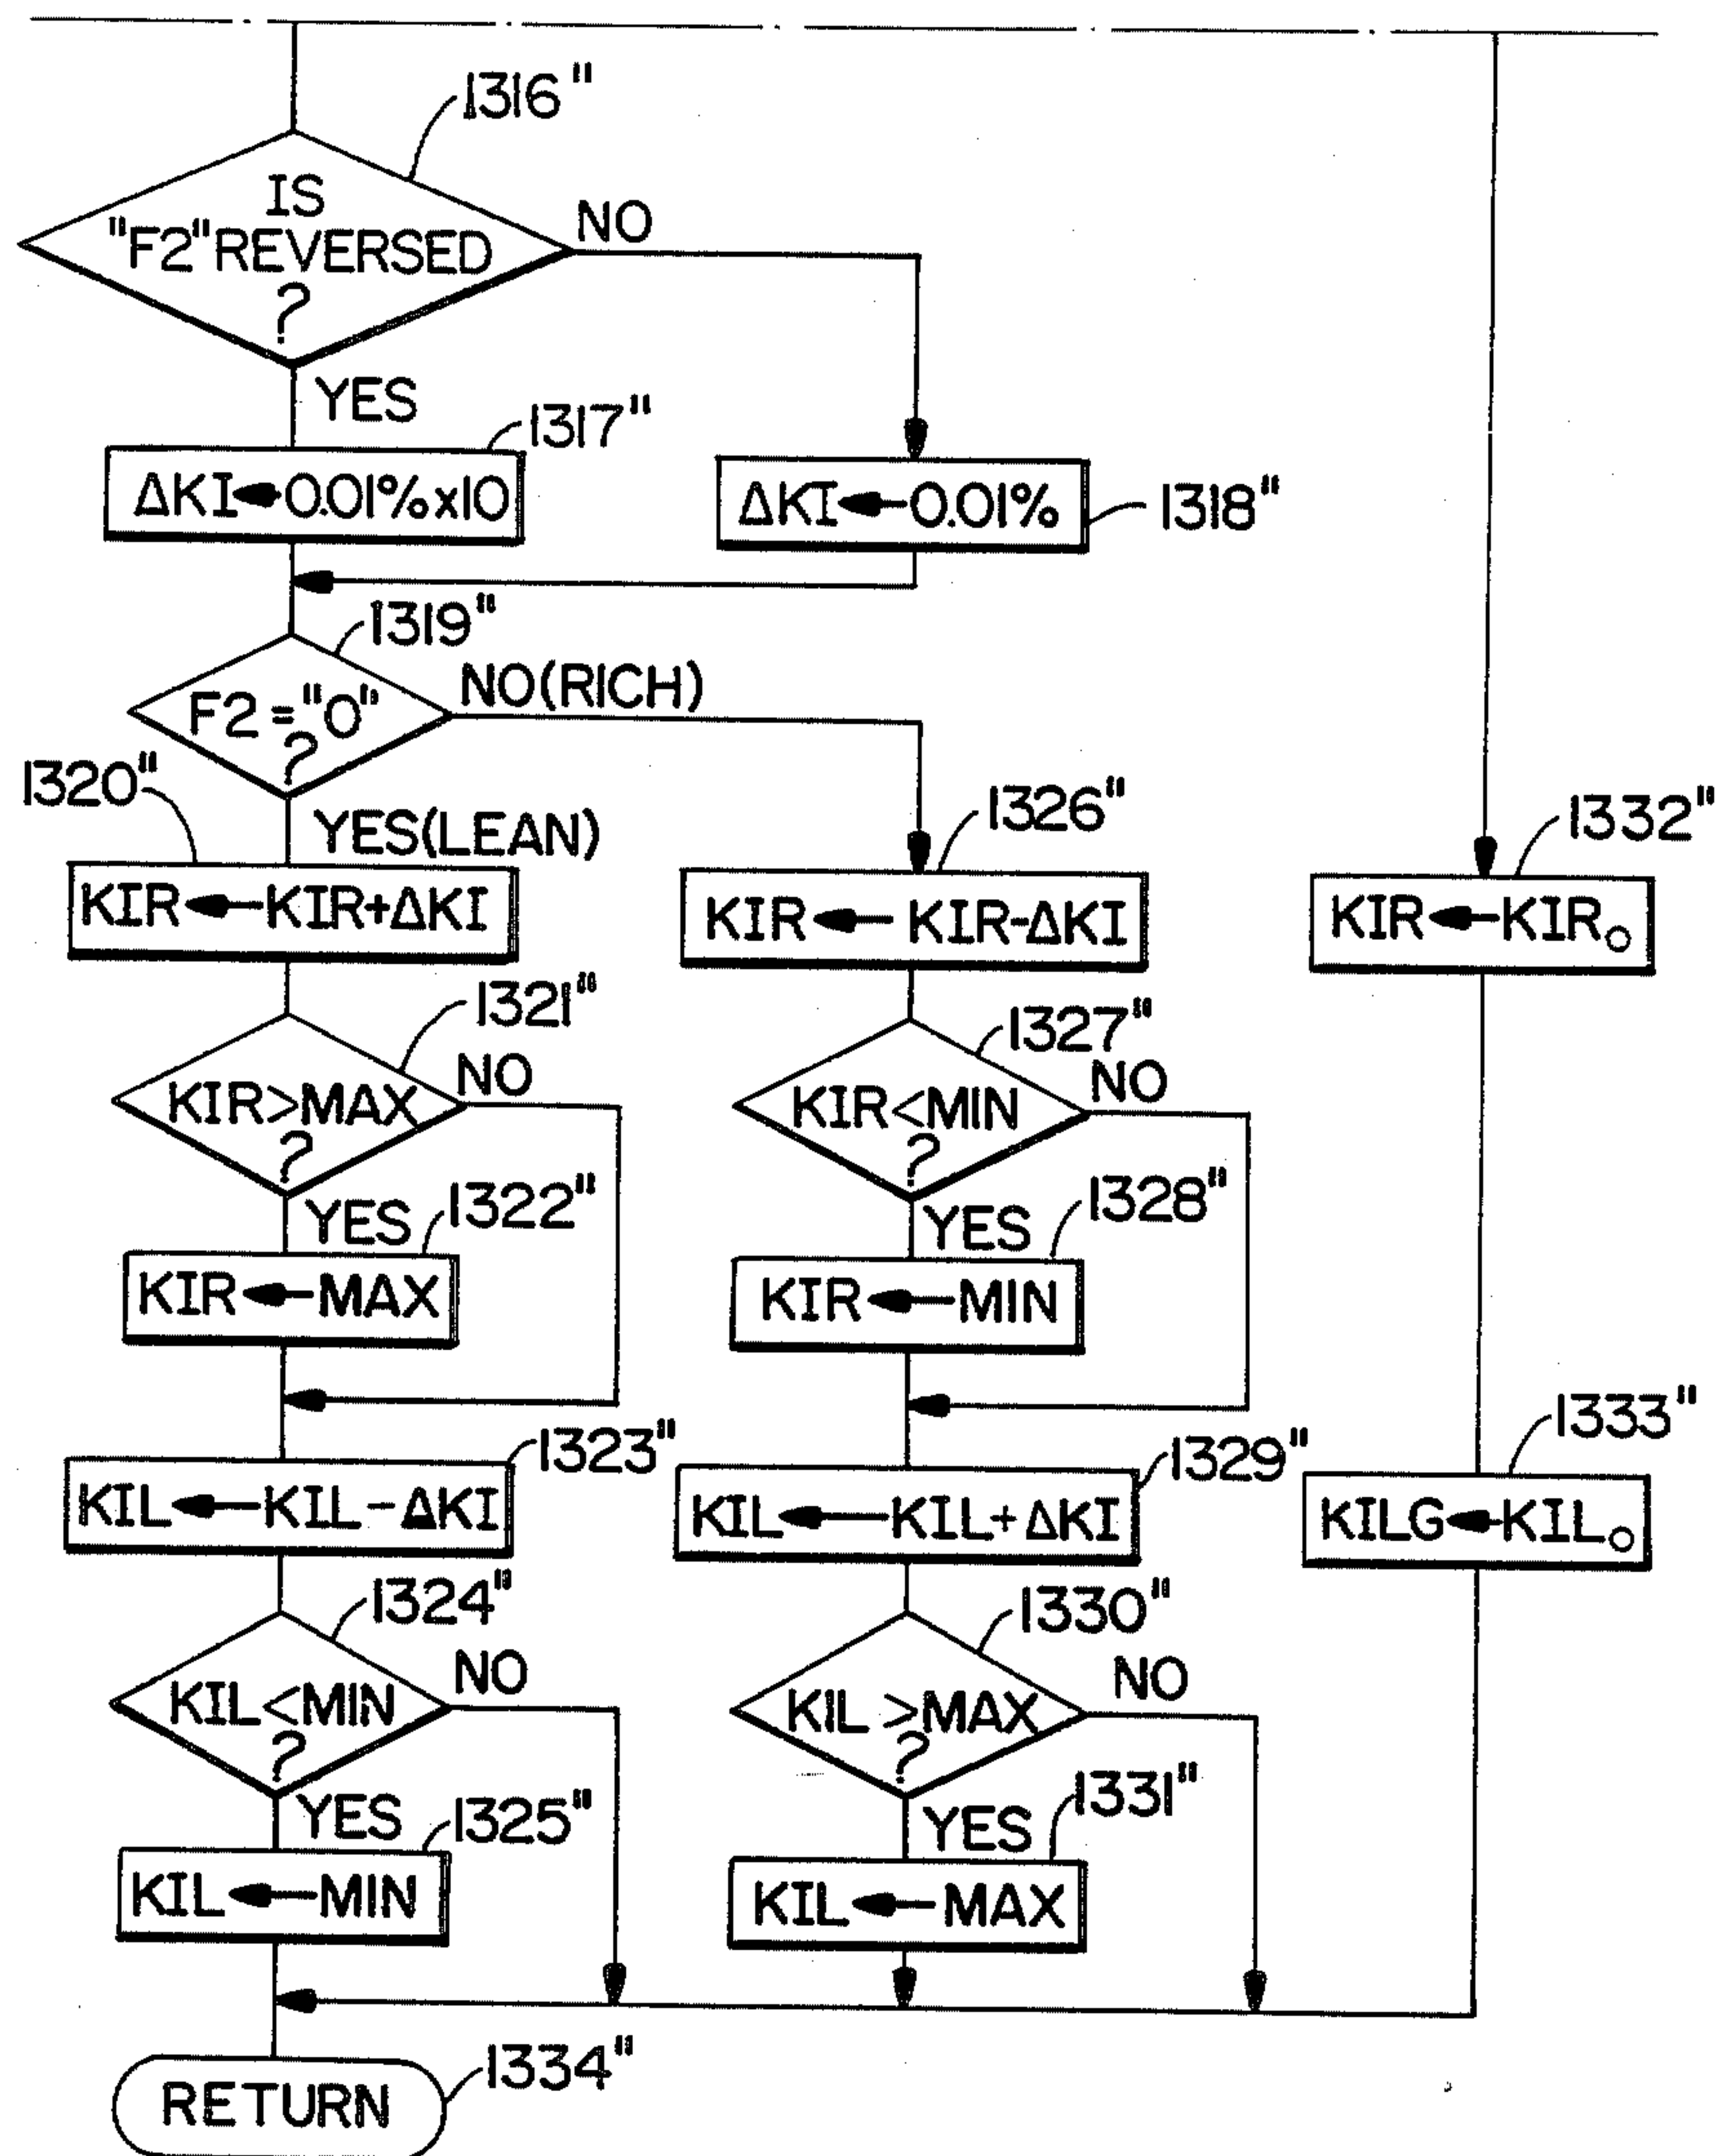 1316"
IS
"F2" REVERSED
?
NO
YES
1317"
ΔKI←0.01%x10
ΔKI←0.01%
1318"
1319"
F2="0"
?
NO(RICH)
1320"
YES(LEAN)
KIR←KIR+ΔKI
1326"
KIR←KIR-ΔKI
1332"
KIR←KIR₀
1321"
KIR>MAX
?
NO
1327"
KIR<MIN
?
NO
YES
1322"
KIR←MAX
YES
1328"
KIR←MIN
1323"
KIL←KIL-ΔKI
1329"
KIL←KIL+ΔKI
1333"
KILG←KIL₀
1324"
KIL<MIN
?
NO
1330"
KIL>MAX
?
NO
YES
1325"
KIL←MIN
YES
1331"
KIL←MAX
1334"
RETURN